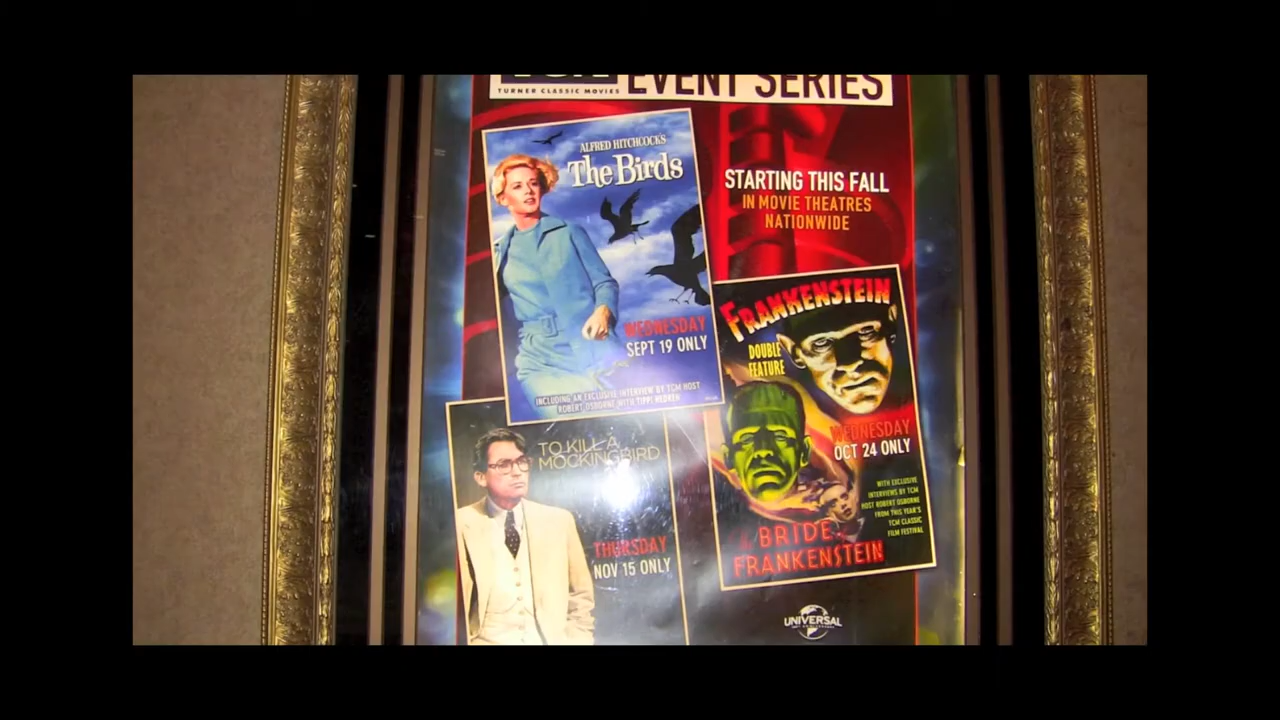 EVENT SERIES
TURNER CLASSIC MOVIES
ALFRED HITCHCOCK'S
The Birds
WEDNESDAY
SEPT 19 ONLY
INCLUDING AN EXCLUSIVE INTERVIEW BY TCM HOST
ROBERT OSBORNE WITH TIPPI HEDREN
STARTING THIS FALL
IN MOVIE THEATRES
NATIONWIDE
FRANKENSTEIN
DOUBLE
FEATURE
WEDNESDAY
OCT 24 ONLY
WITH EXCLUSIVE
INTERVIEWS BY TCM
HOST ROBERT OSBORNE
FROM THIS YEAR'S
TCM CLASSIC
FILM FESTIVAL
BRIDE of
FRANKENSTEIN
TO KILL A
MOCKINGBIRD
THURSDAY
NOV 15 ONLY
UNIVERSAL